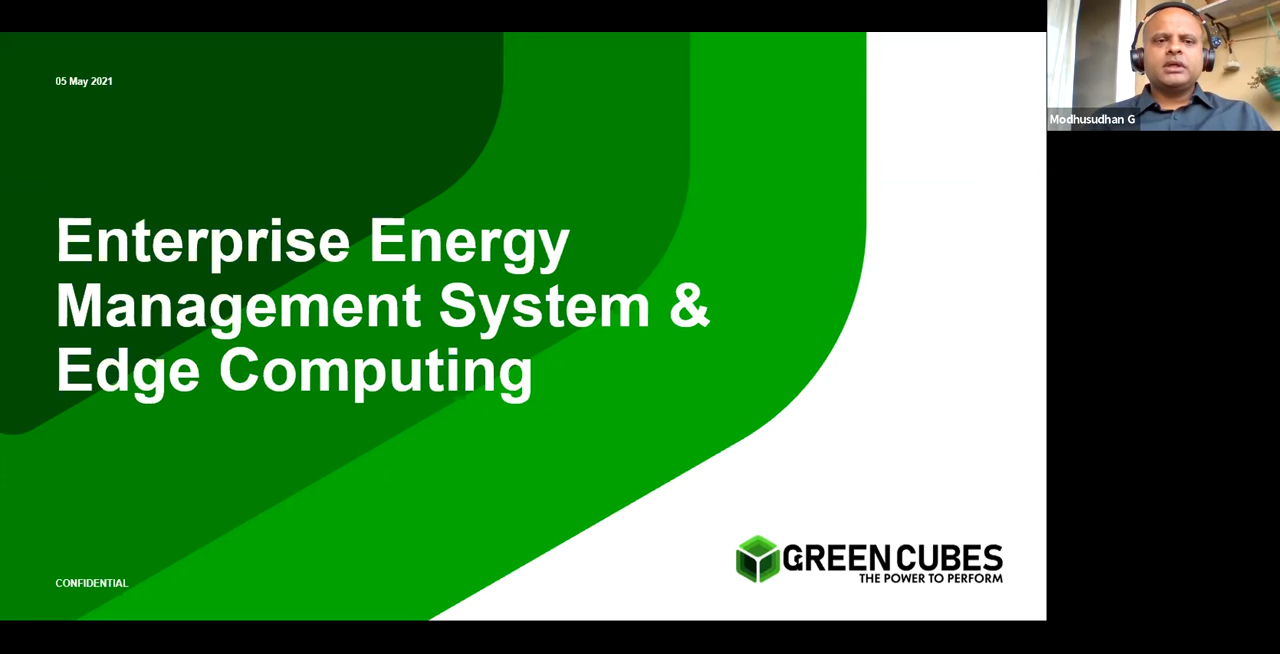 05 May 2021
Enterprise Energy
Management System &
Edge Computing
CONFIDENTIAL
GREEN CUBES
THE POWER TO PERFORM
Modhusudhan G